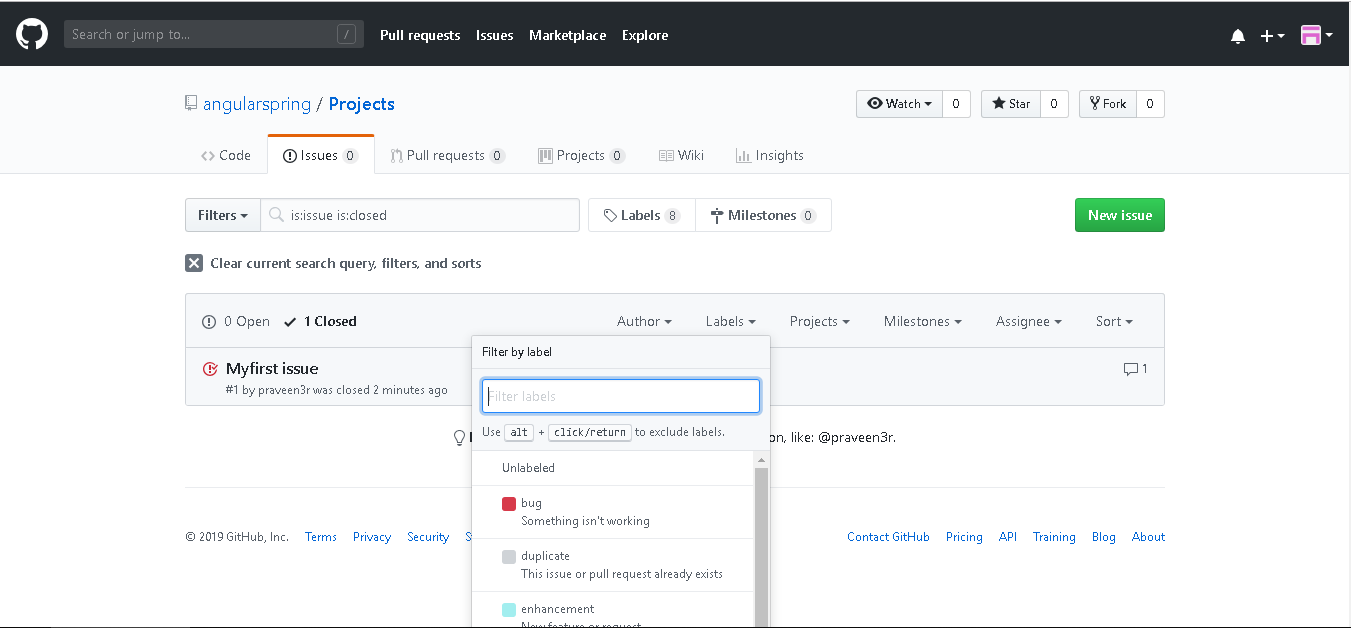 Search or jump to... / Pull requests Issues Marketplace Explore
angularspring / Projects Watch 0 Star 0 Fork 0
Code Issues 0 Pull requests 0 Projects 0 Wiki Insights
Filters is:issue is:closed Labels 8 Milestones 0 New issue
Clear current search query, filters, and sorts
0 Open 1 Closed Author Labels Projects Milestones Assignee Sort
Myfirst issue 1
#1 by praveen3r was closed 2 minutes ago
Filter by label
Filter labels
Use alt + click/return to exclude labels.
on, like: @praveen3r.
Unlabeled
bug
Something isn't working
duplicate
This issue or pull request already exists
enhancement
New feature or request
© 2019 GitHub, Inc. Terms Privacy Security Contact GitHub Pricing API Training Blog About